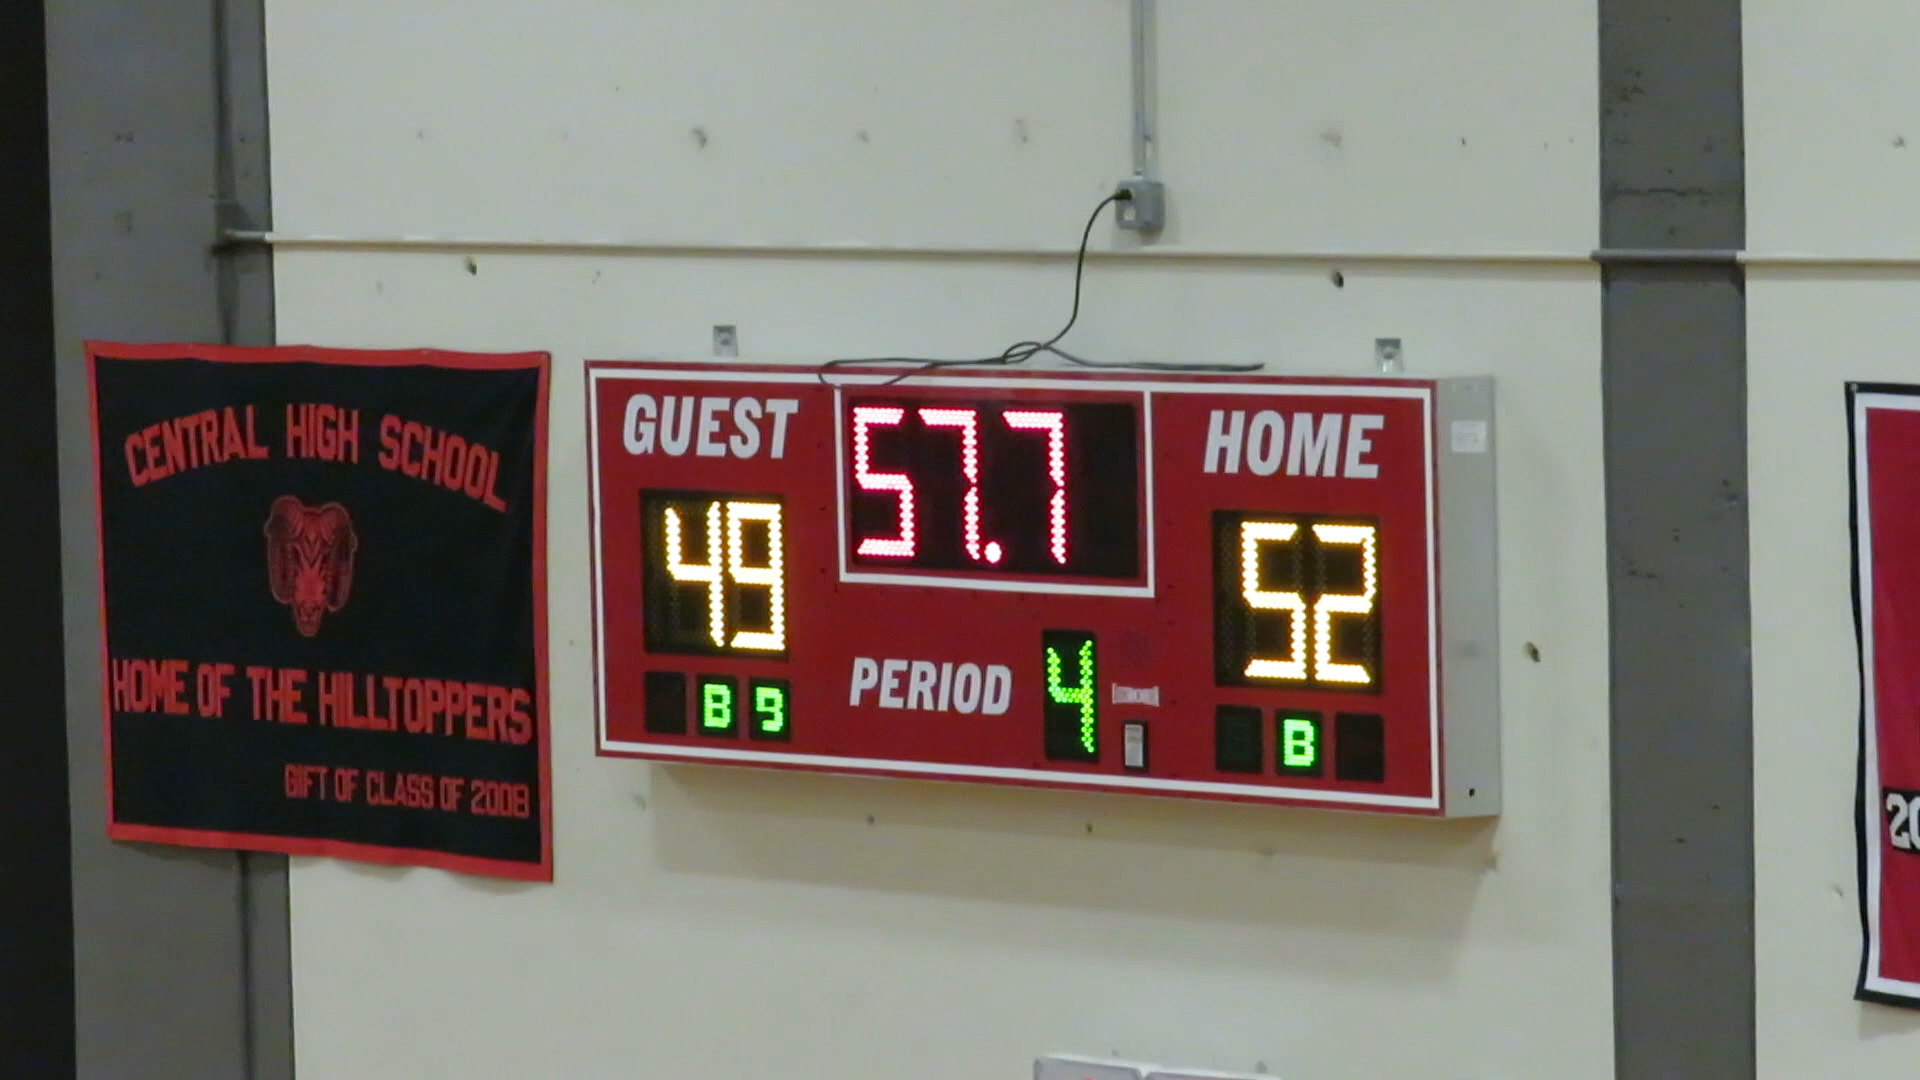 CENTRAL HIGH SCHOOL
HOME OF THE HILLTOPPERS
GIFT OF CLASS OF 2008
GUEST
57.7
HOME
49
52
PERIOD
4
B 9
B
20